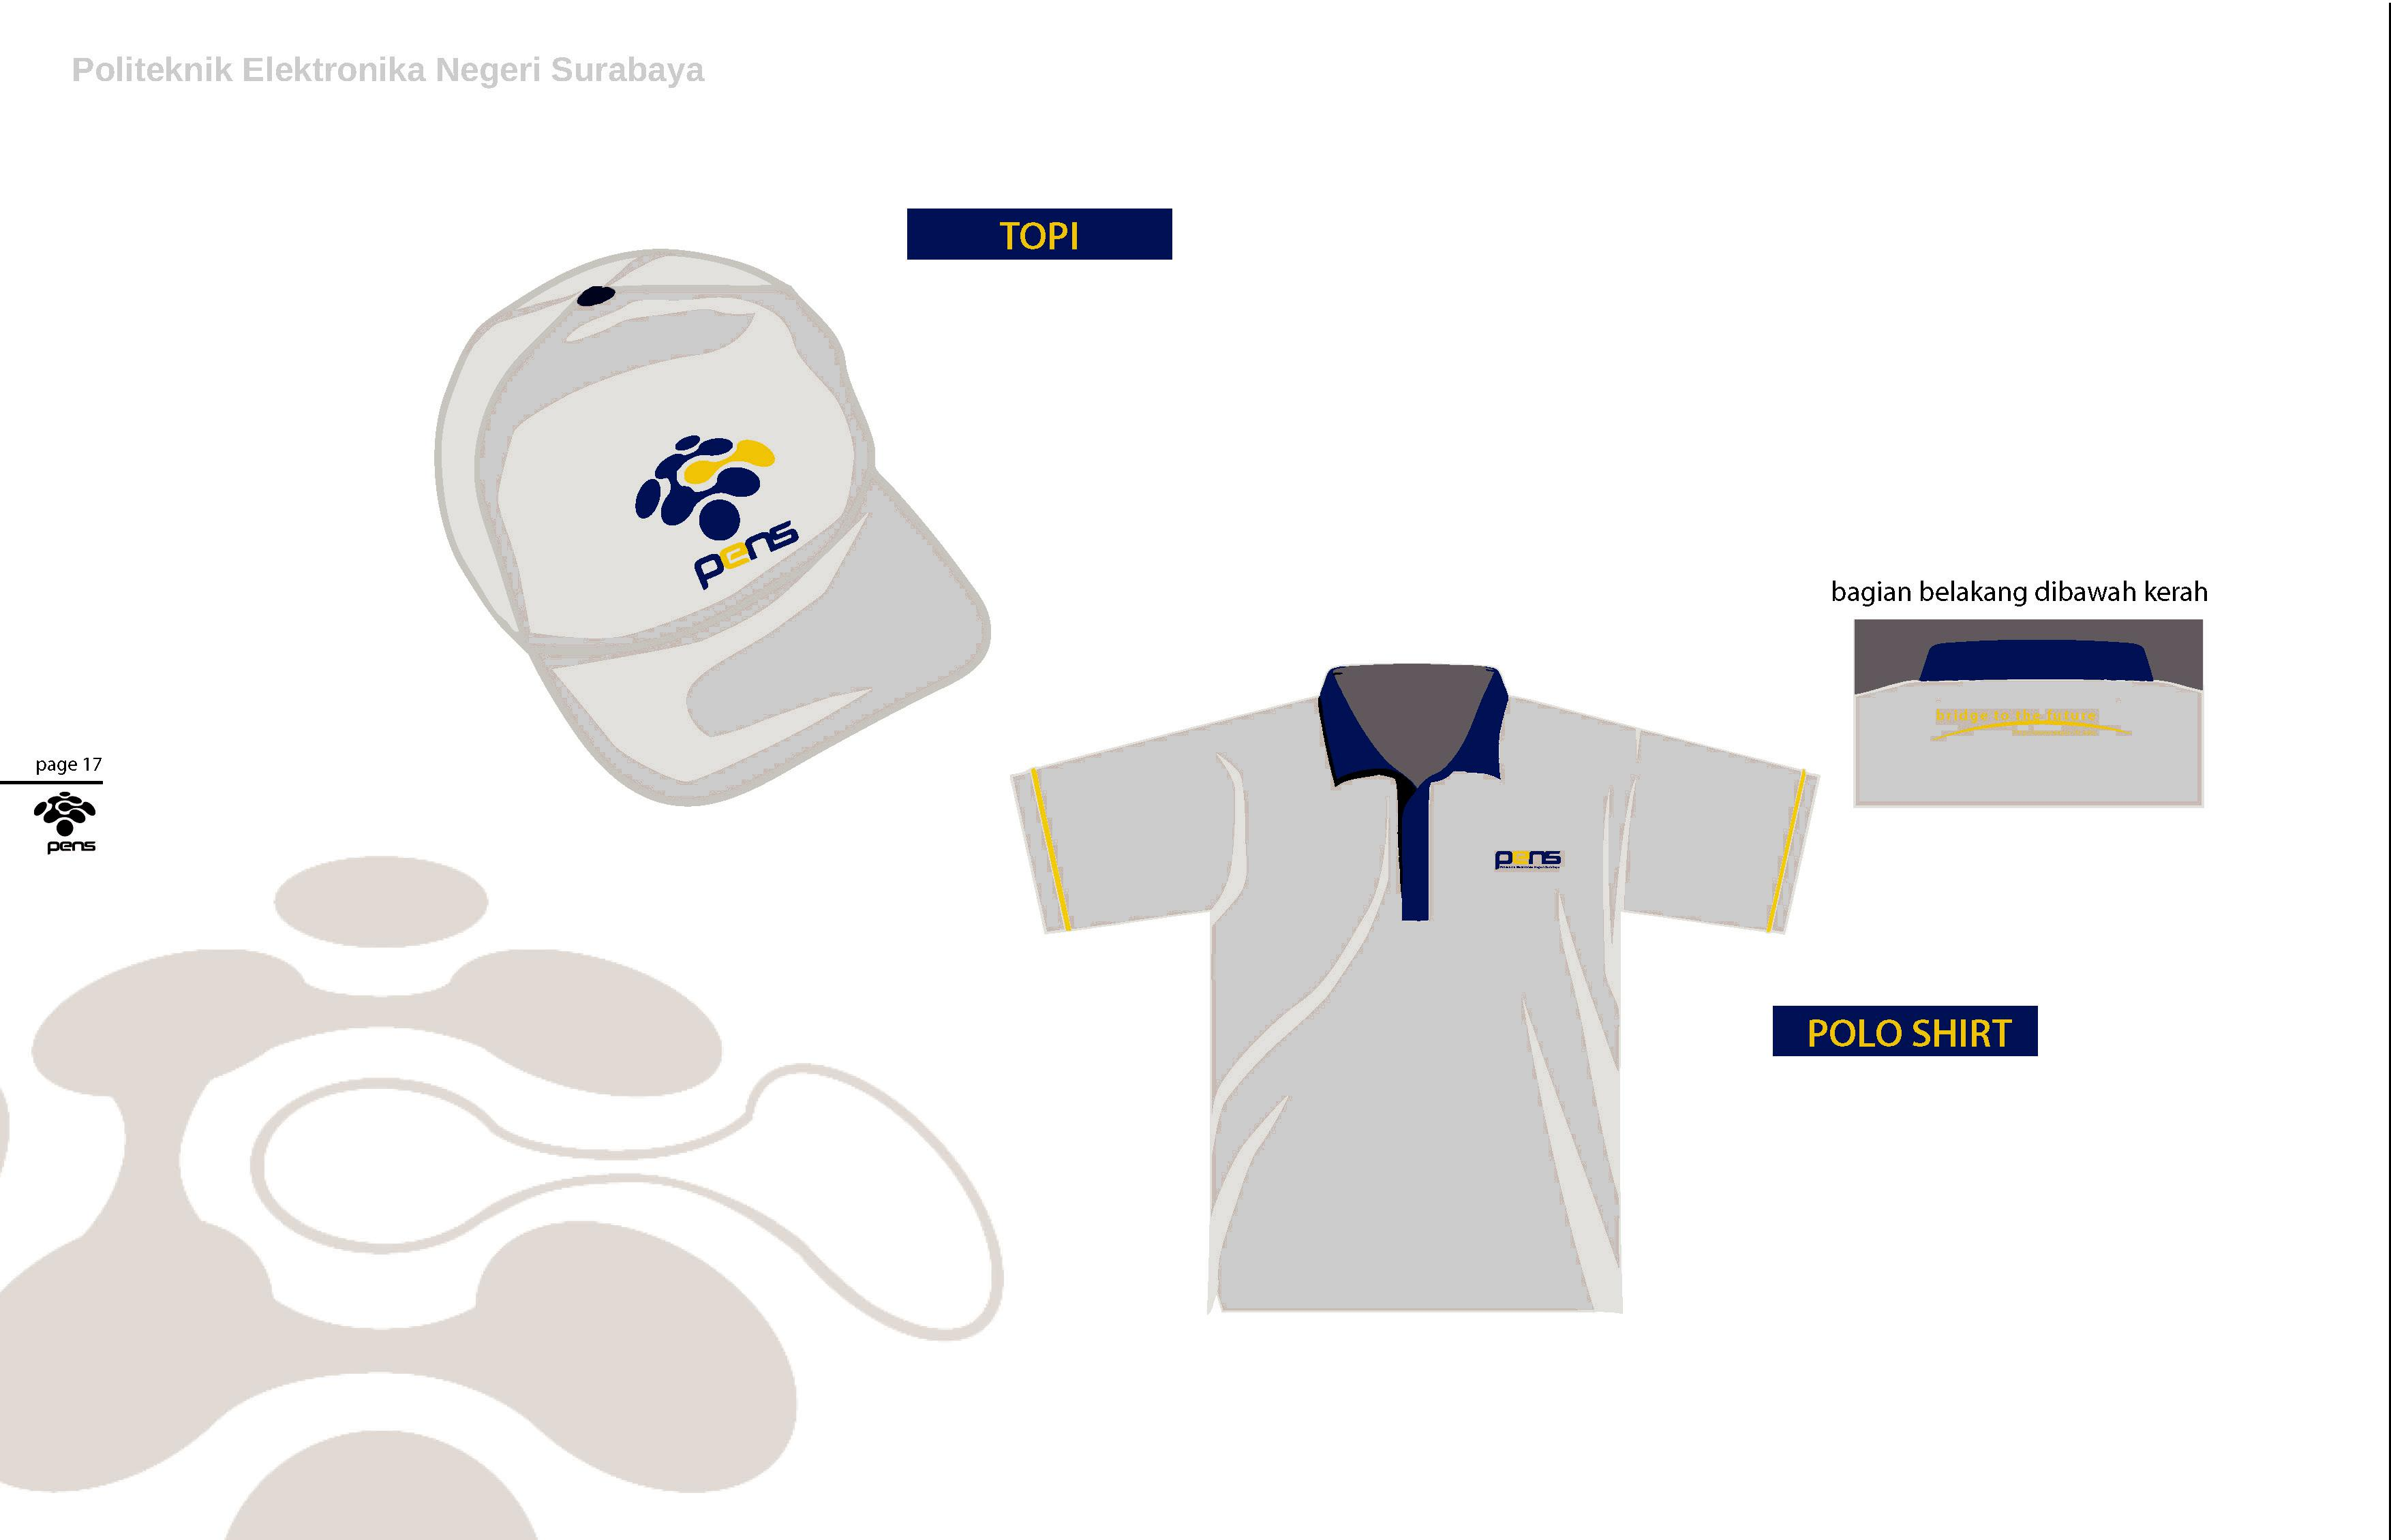 Politeknik Elektronika Negeri Surabaya
TOPI
pens
bagian belakang dibawah kerah
bridge to the future
page 17
pens
pens
POLO SHIRT